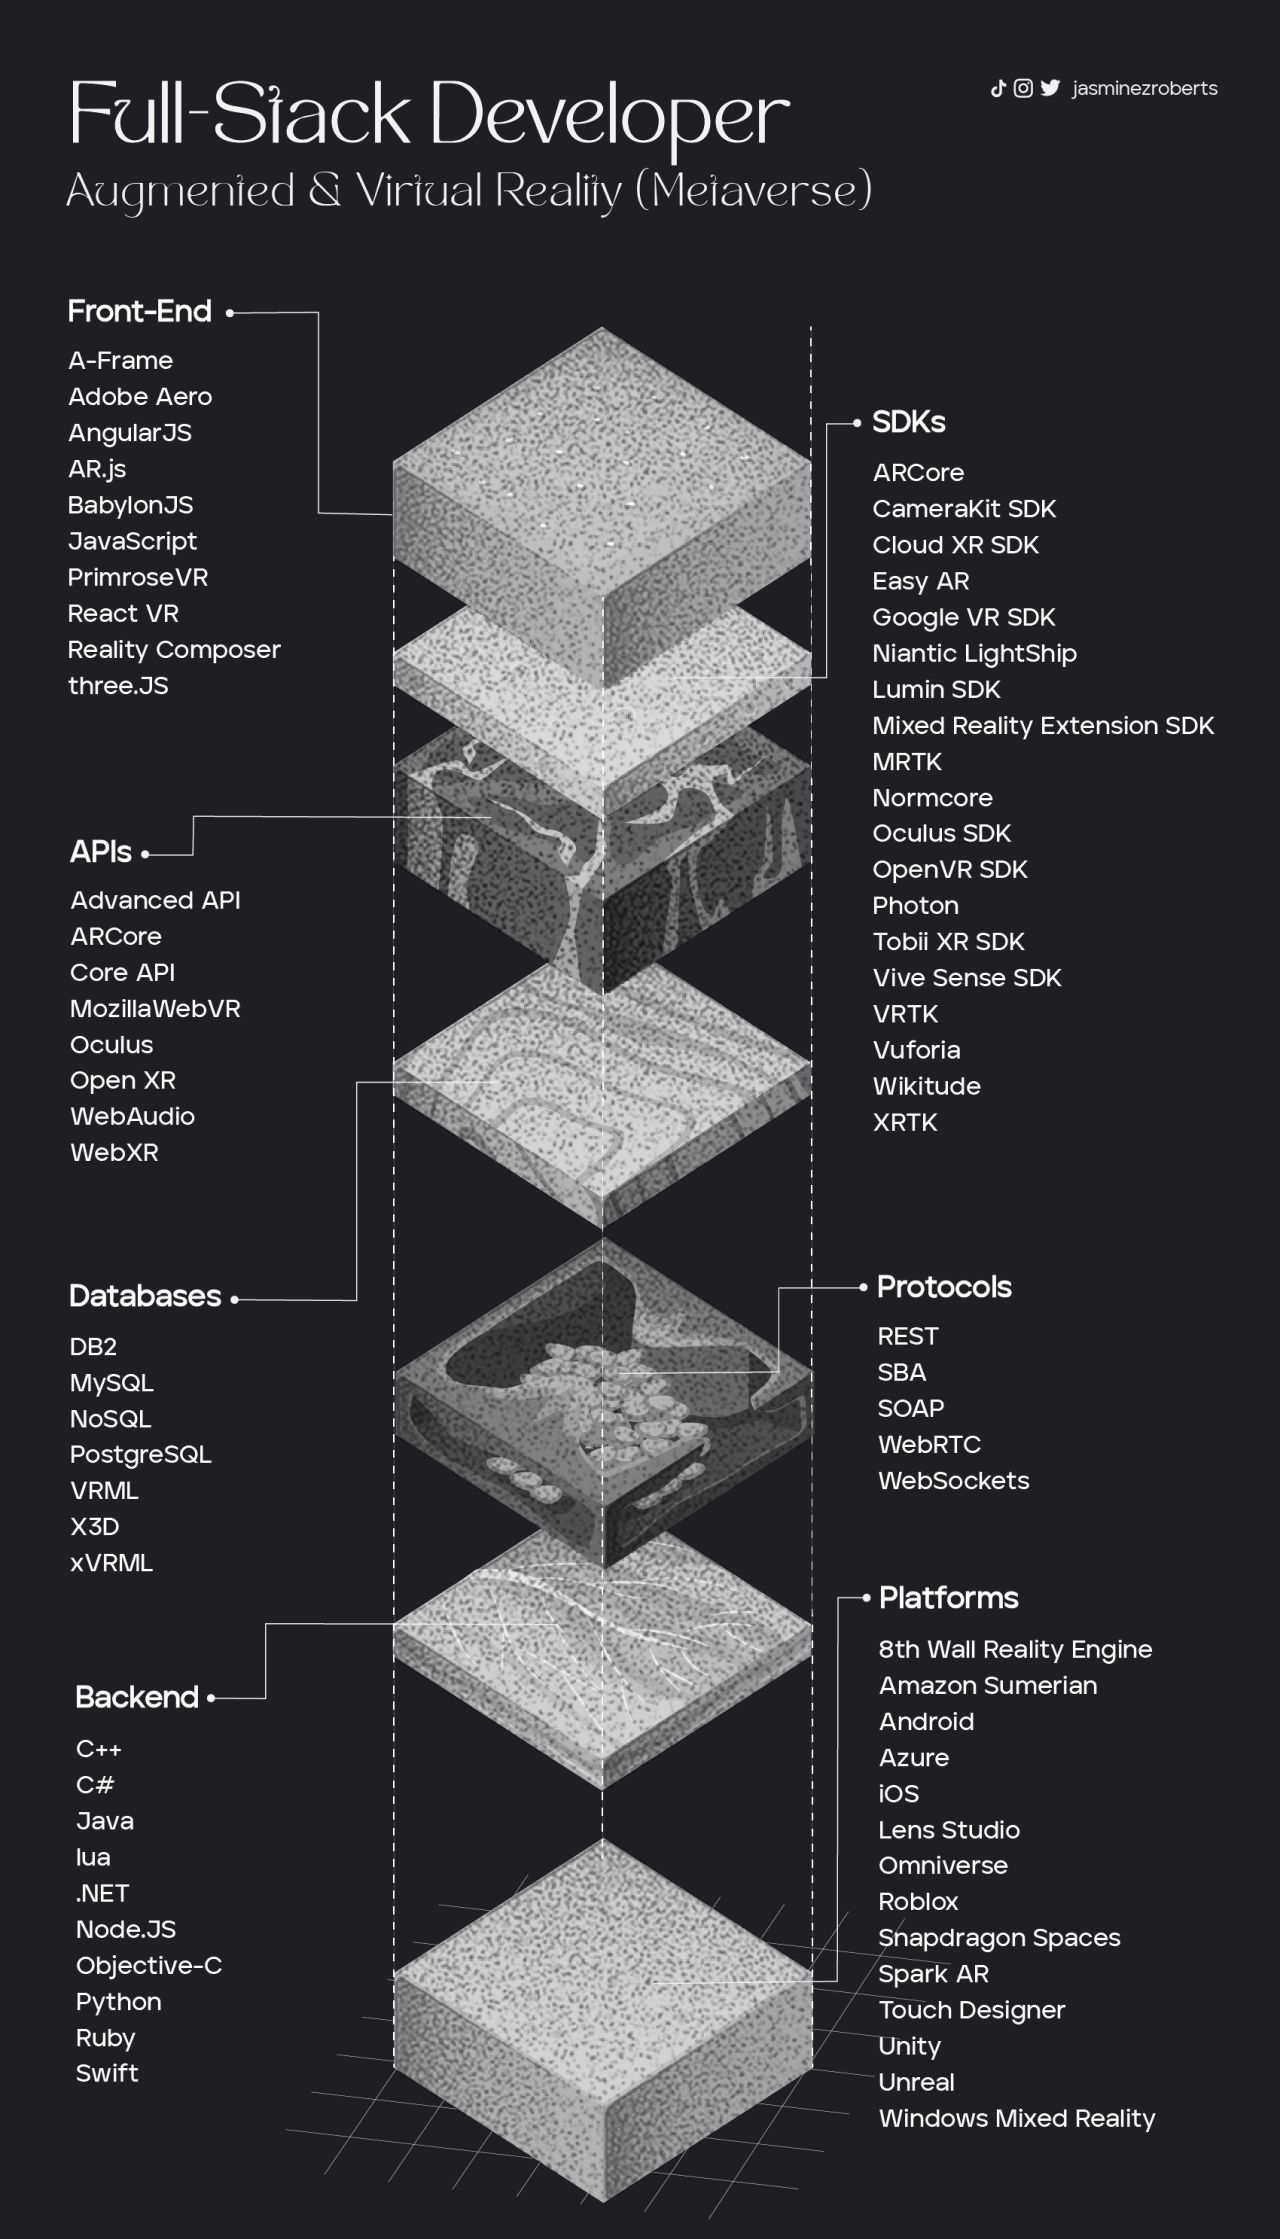 Full-Stack Developer
jasminezroberts
Augmented & Virtual Reality (Metaverse)
Front-End
A-Frame
Adobe Aero
AngularJS
AR.js
BabylonJS
JavaScript
PrimroseVR
React VR
Reality Composer
three.JS
SDKs
ARCore
CameraKit SDK
Cloud XR SDK
Easy AR
Google VR SDK
Niantic LightShip
Lumin SDK
Mixed Reality Extension SDK
MRTK
Normcore
Oculus SDK
OpenVR SDK
Photon
Tobii XR SDK
Vive Sense SDK
VRTK
Vuforia
Wikitude
XRTK
APIs
Advanced API
ARCore
Core API
MozillaWebVR
Oculus
Open XR
WebAudio
WebXR
Databases
DB2
MySQL
NoSQL
PostgreSQL
VRML
X3D
xVRML
Protocols
REST
SBA
SOAP
WebRTC
WebSockets
Backend
C++
C#
Java
lua
.NET
Node.JS
Objective-C
Python
Ruby
Swift
Platforms
8th Wall Reality Engine
Amazon Sumerian
Android
Azure
iOS
Lens Studio
Omniverse
Roblox
Snapdragon Spaces
Spark AR
Touch Designer
Unity
Unreal
Windows Mixed Reality